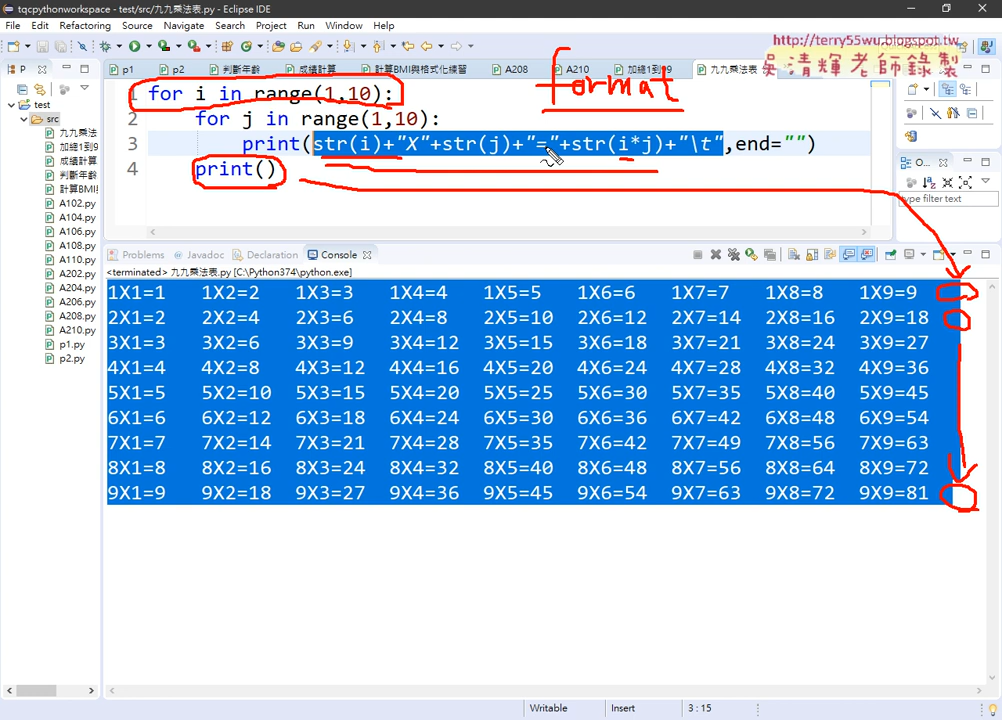 tqcpythonworkspace - test/src/九九乘法表.py - Eclipse IDE
File Edit Refactoring Source Navigate Search Project Run Window Help
http://terry55wu.blogspot.tw
吳清輝老師錄製
P
p1 p2 判斷年齡 成績計算 計算BMI與格式化練習 A208 A210 加總1到99 九九乘法表
format
1 for i in range(1,10):
2 for j in range(1,10):
3 print(str(i)+"X"+str(j)+"="+str(i*j)+"\t",end="")
4 print()
test
src
九九乘法
加總1到9
成績計算
判斷年齡
A102.py
A104.py
A106.py
A108.py
A110.py
A202.py
A204.py
A206.py
A208.py
A210.py
p1.py
p2.py
O...
type filter text
Problems Javadoc Declaration Console
<terminated> 九九乘法表.py [C:\Python374\python.exe]
1X1=1 1X2=2 1X3=3 1X4=4 1X5=5 1X6=6 1X7=7 1X8=8 1X9=9
2X1=2 2X2=4 2X3=6 2X4=8 2X5=10 2X6=12 2X7=14 2X8=16 2X9=18
3X1=3 3X2=6 3X3=9 3X4=12 3X5=15 3X6=18 3X7=21 3X8=24 3X9=27
4X1=4 4X2=8 4X3=12 4X4=16 4X5=20 4X6=24 4X7=28 4X8=32 4X9=36
5X1=5 5X2=10 5X3=15 5X4=20 5X5=25 5X6=30 5X7=35 5X8=40 5X9=45
6X1=6 6X2=12 6X3=18 6X4=24 6X5=30 6X6=36 6X7=42 6X8=48 6X9=54
7X1=7 7X2=14 7X3=21 7X4=28 7X5=35 7X6=42 7X7=49 7X8=56 7X9=63
8X1=8 8X2=16 8X3=24 8X4=32 8X5=40 8X6=48 8X7=56 8X8=64 8X9=72
9X1=9 9X2=18 9X3=27 9X4=36 9X5=45 9X6=54 9X7=63 9X8=72 9X9=81
Writable Insert 3 : 15